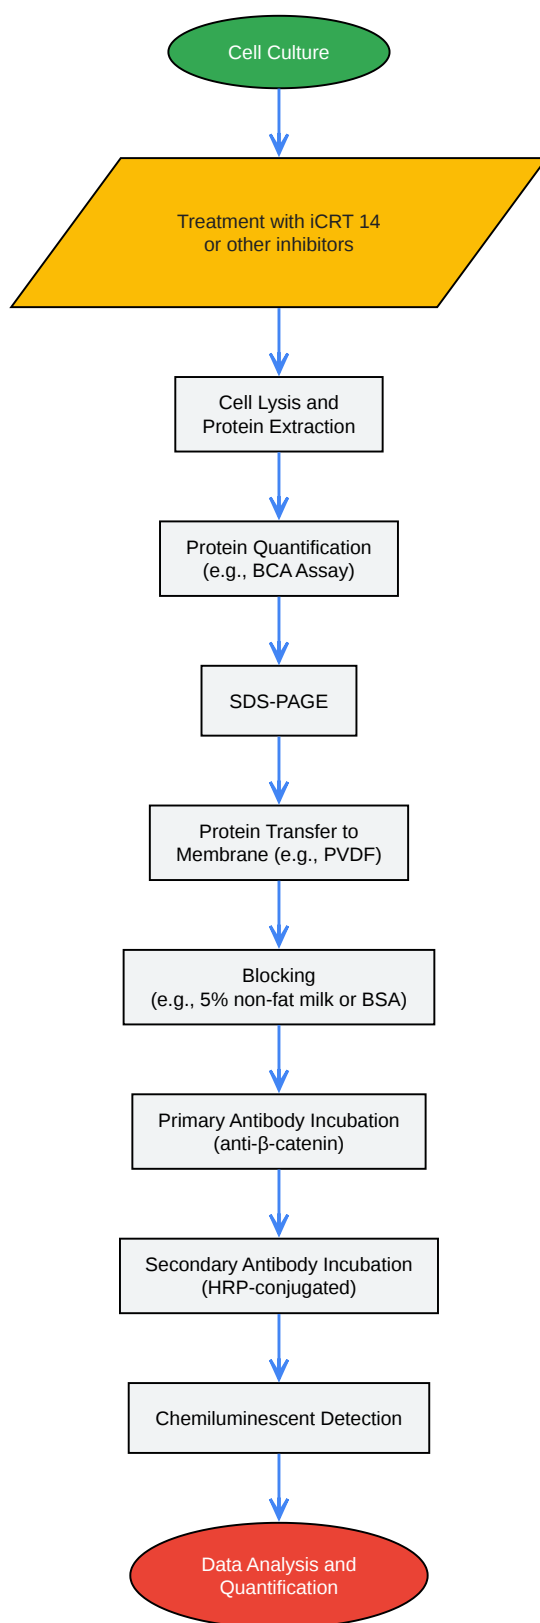 Cell Culture
Treatment with iCRT 14
or other inhibitors
Cell Lysis and
Protein Extraction
Protein Quantification
(e.g., BCA Assay)
SDS-PAGE
Protein Transfer to
Membrane (e.g., PVDF)
Blocking
(e.g., 5% non-fat milk or BSA)
Primary Antibody Incubation
(anti-β-catenin)
Secondary Antibody Incubation
(HRP-conjugated)
Chemiluminescent Detection
Data Analysis and
Quantification